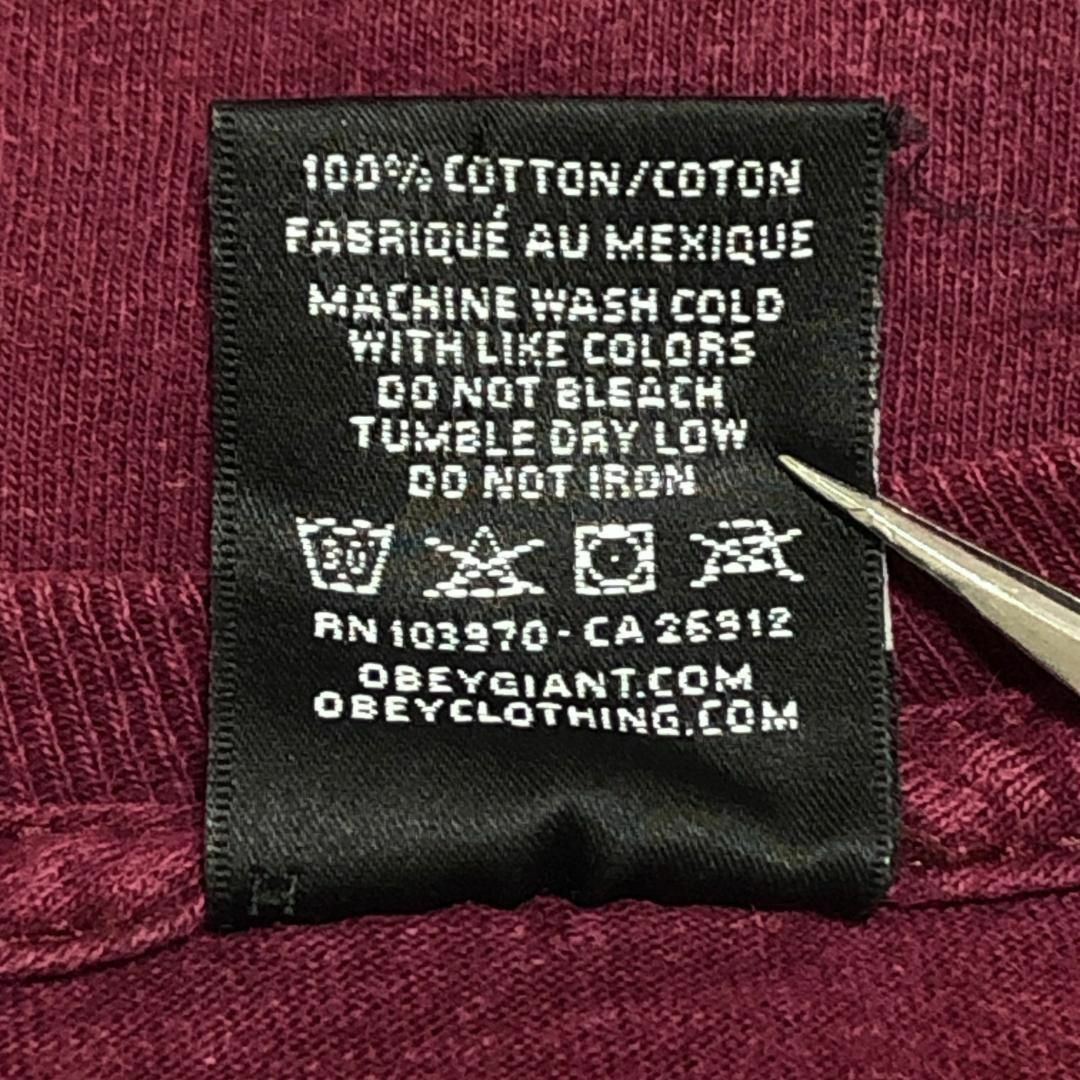 100% COTTON/COTON
FABRIQUÉ AU MEXIQUE
MACHINE WASH COLD
WITH LIKE COLORS
DO NOT BLEACH
TUMBLE DRY LOW
DO NOT IRON
30
RN 103970 - CA 26912
OBEYGIANT.COM
OBEYCLOTHING.COM